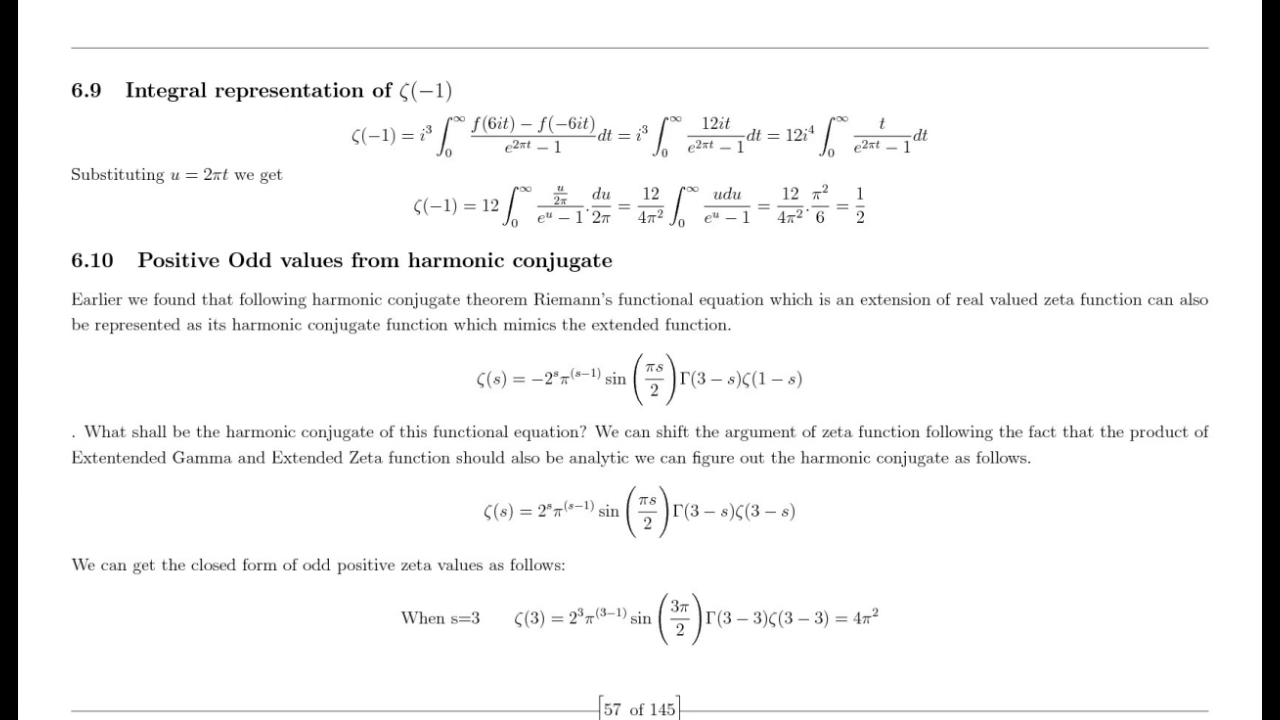 6.9 Integral representation of ζ(−1)
ζ(−1) = i³ ∫₀^∞ (f(6it) − f(−6it))/(e^{2πt} − 1) dt = i³ ∫₀^∞ 12it/(e^{2πt} − 1) dt = 12i⁴ ∫₀^∞ t/(e^{2πt} − 1) dt
Substituting u = 2πt we get
ζ(−1) = 12 ∫₀^∞ (u/2π)/(e^u − 1) . du/2π = 12/4π² ∫₀^∞ udu/(e^u − 1) = 12/4π² . π²/6 = 1/2
6.10 Positive Odd values from harmonic conjugate
Earlier we found that following harmonic conjugate theorem Riemann's functional equation which is an extension of real valued zeta function can also
be represented as its harmonic conjugate function which mimics the extended function.
ζ(s) = −2^s π^{(s−1)} sin (πs/2) Γ(3 − s)ζ(1 − s)
. What shall be the harmonic conjugate of this functional equation? We can shift the argument of zeta function following the fact that the product of
Extentended Gamma and Extended Zeta function should also be analytic we can figure out the harmonic conjugate as follows.
ζ(s) = 2^s π^{(s−1)} sin (πs/2) Γ(3 − s)ζ(3 − s)
We can get the closed form of odd positive zeta values as follows:
When s=3 ζ(3) = 2³π^{(3−1)} sin (3π/2) Γ(3 − 3)ζ(3 − 3) = 4π²
[57 of 145]